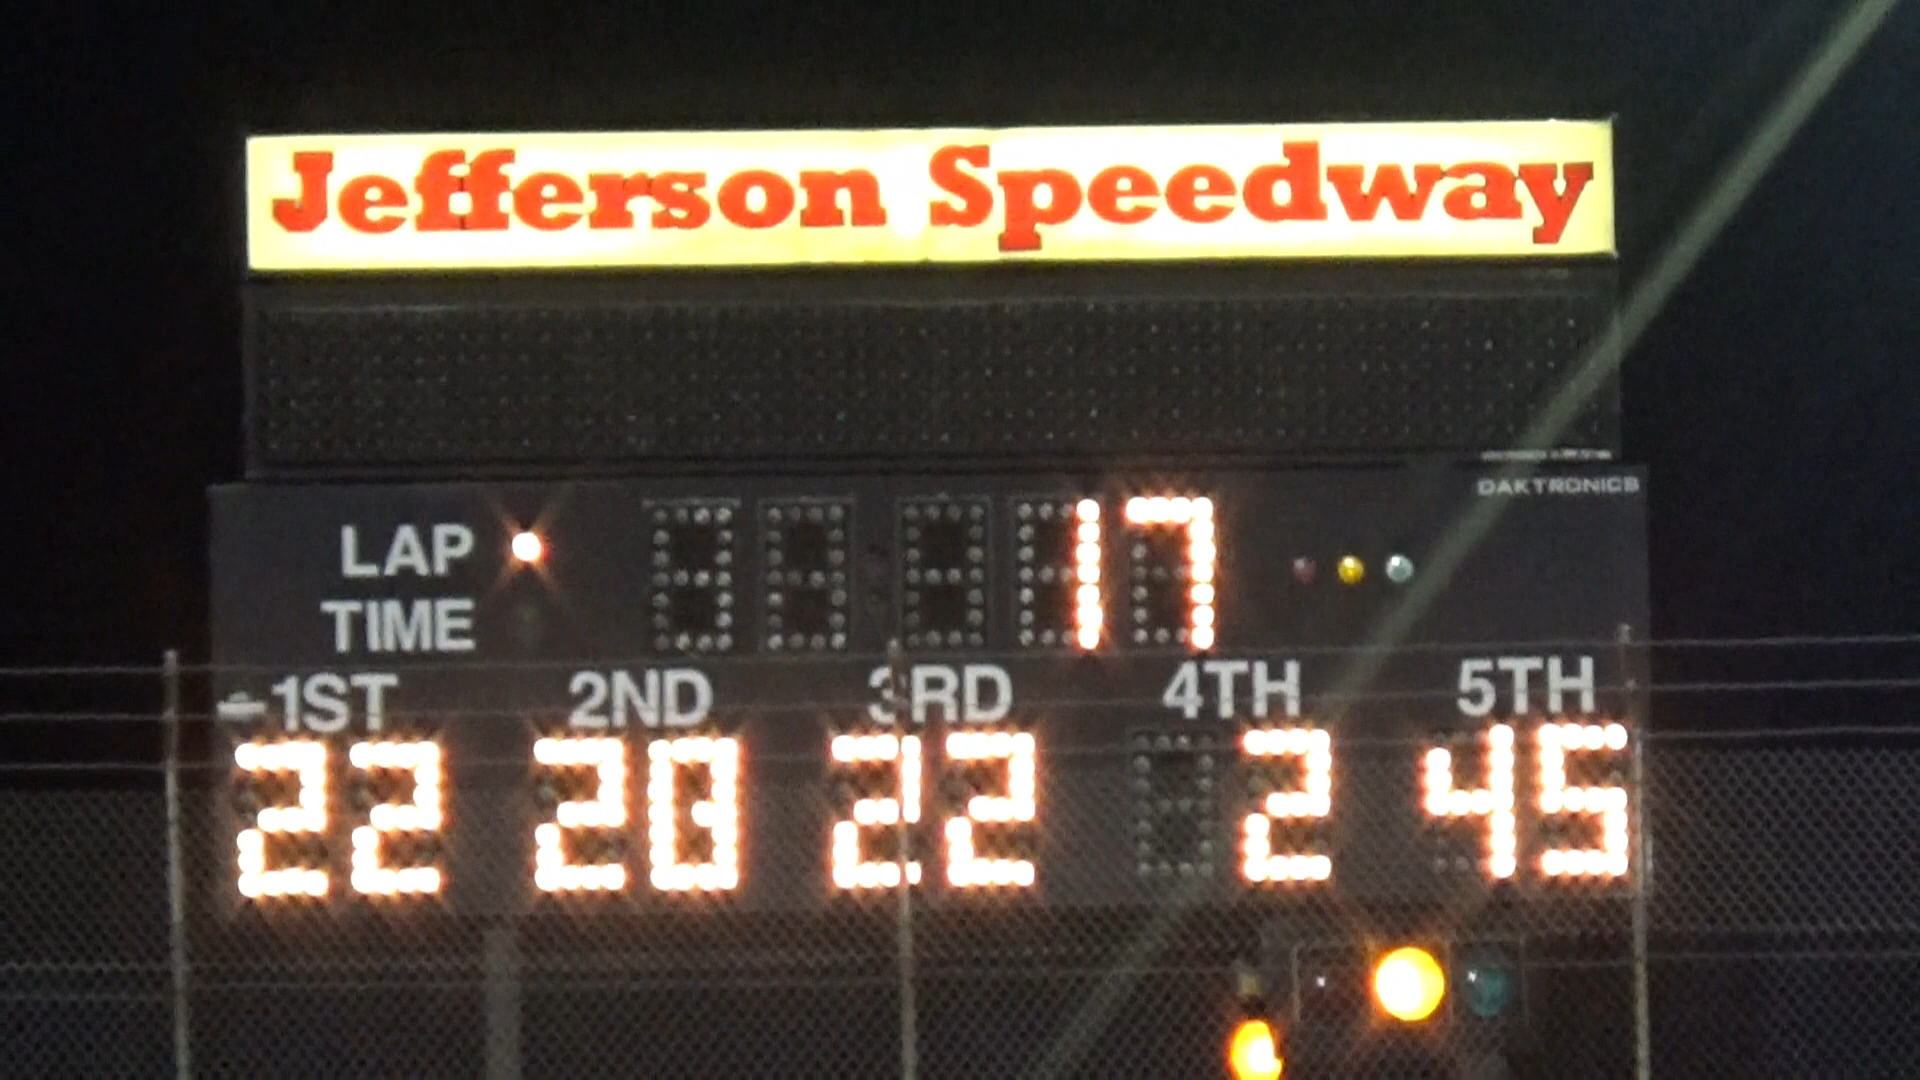 Jefferson Speedway
DAKTRONICS
LAP 17
TIME
1ST 2ND 3RD 4TH 5TH
22 20 22 2 45